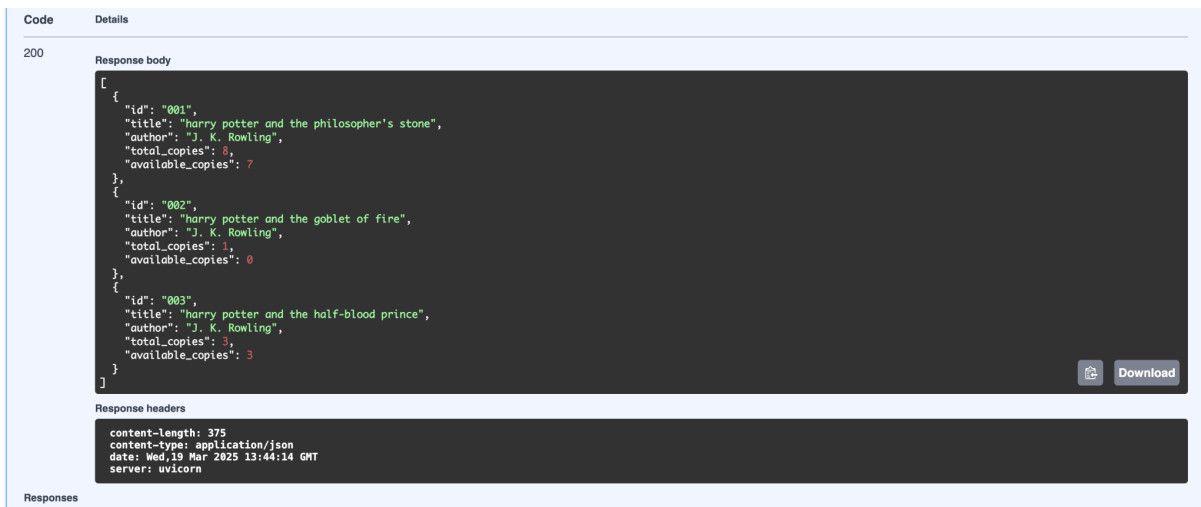 Code Details
200
Response body
[
  {
    "id": "001",
    "title": "harry potter and the philosopher's stone",
    "author": "J. K. Rowling",
    "total_copies": 8,
    "available_copies": 7
  },
  {
    "id": "002",
    "title": "harry potter and the goblet of fire",
    "author": "J. K. Rowling",
    "total_copies": 1,
    "available_copies": 0
  },
  {
    "id": "003",
    "title": "harry potter and the half-blood prince",
    "author": "J. K. Rowling",
    "total_copies": 3,
    "available_copies": 3
  }
]
Download
Response headers
content-length: 375
content-type: application/json
date: Wed,19 Mar 2025 13:44:14 GMT
server: uvicorn
Responses